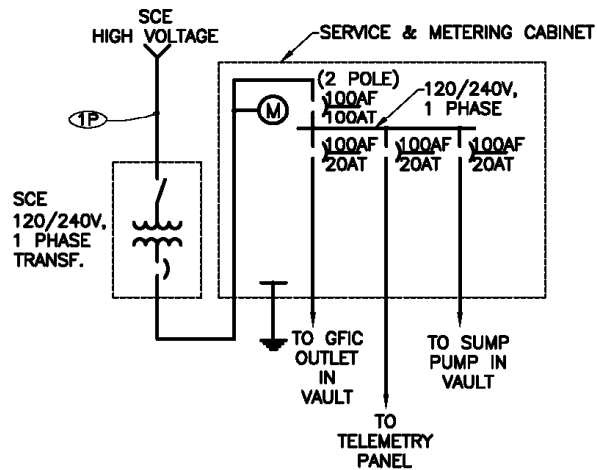 SCE
HIGH VOLTAGE
SERVICE & METERING CABINET
(2 POLE)
100AF
100AT
120/240V,
1 PHASE
M
1P
100AF
20AT
100AF
20AT
100AF
20AT
SCE
120/240V,
1 PHASE
TRANSF.
TO GFIC
OUTLET
IN
VAULT
TO SUMP
PUMP IN
VAULT
TO
TELEMETRY
PANEL